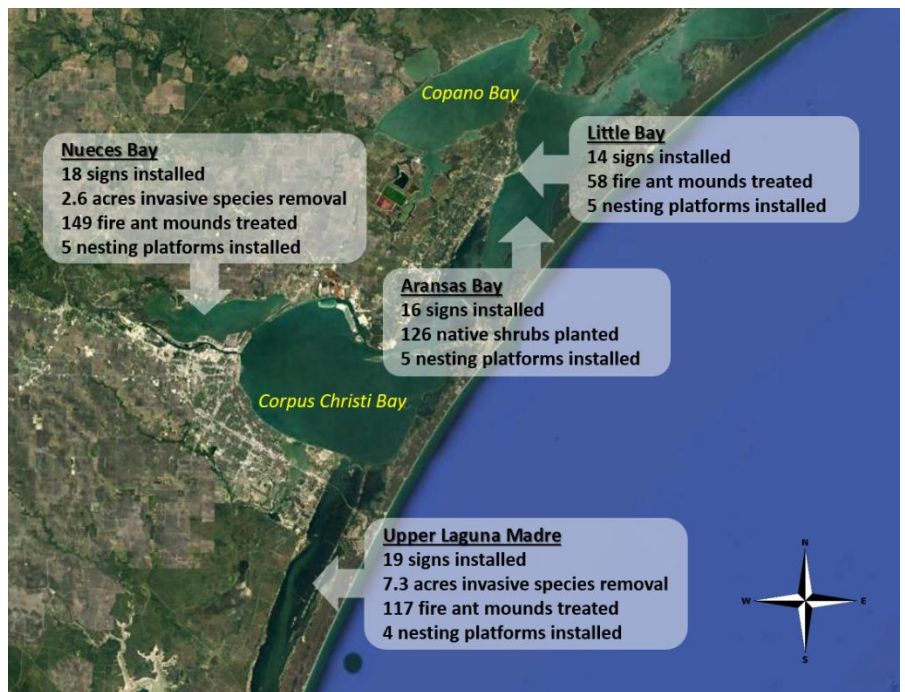 Copano Bay
Nueces Bay
18 signs installed
2.6 acres invasive species removal
149 fire ant mounds treated
5 nesting platforms installed
Little Bay
14 signs installed
58 fire ant mounds treated
5 nesting platforms installed
Aransas Bay
16 signs installed
126 native shrubs planted
5 nesting platforms installed
Corpus Christi Bay
Upper Laguna Madre
19 signs installed
7.3 acres invasive species removal
117 fire ant mounds treated
4 nesting platforms installed
N
W
E
S